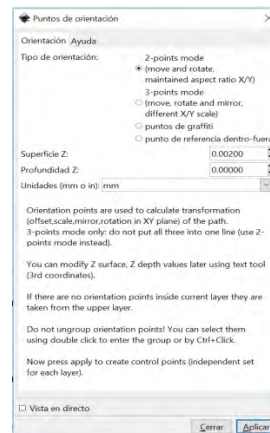 Puntos de orientación
Orientación Ayuda
Tipo de orientación:
2-points mode
(move and rotate,
maintained aspect ratio X/Y)
3-points mode
(move, rotate and mirror,
different X/Y scale)
puntos de graffiti
punto de referencia dentro-fuera
Superficie Z: 0.00200
Profundidad Z: 0.00000
Unidades (mm o in): mm
Orientation points are used to calculate transformation
(offset,scale,mirror,rotation in XY plane) of the path.
3-points mode only: do not put all three into one line (use 2-
points mode instead).
You can modify Z surface, Z depth values later using text tool
(3rd coordinates).
If there are no orientation points inside current layer they are
taken from the upper layer.
Do not ungroup orientation points! You can select them
using double click to enter the group or by Ctrl+Click.
Now press apply to create control points (independent set
for each layer).
Vista en directo
Cerrar Aplicar